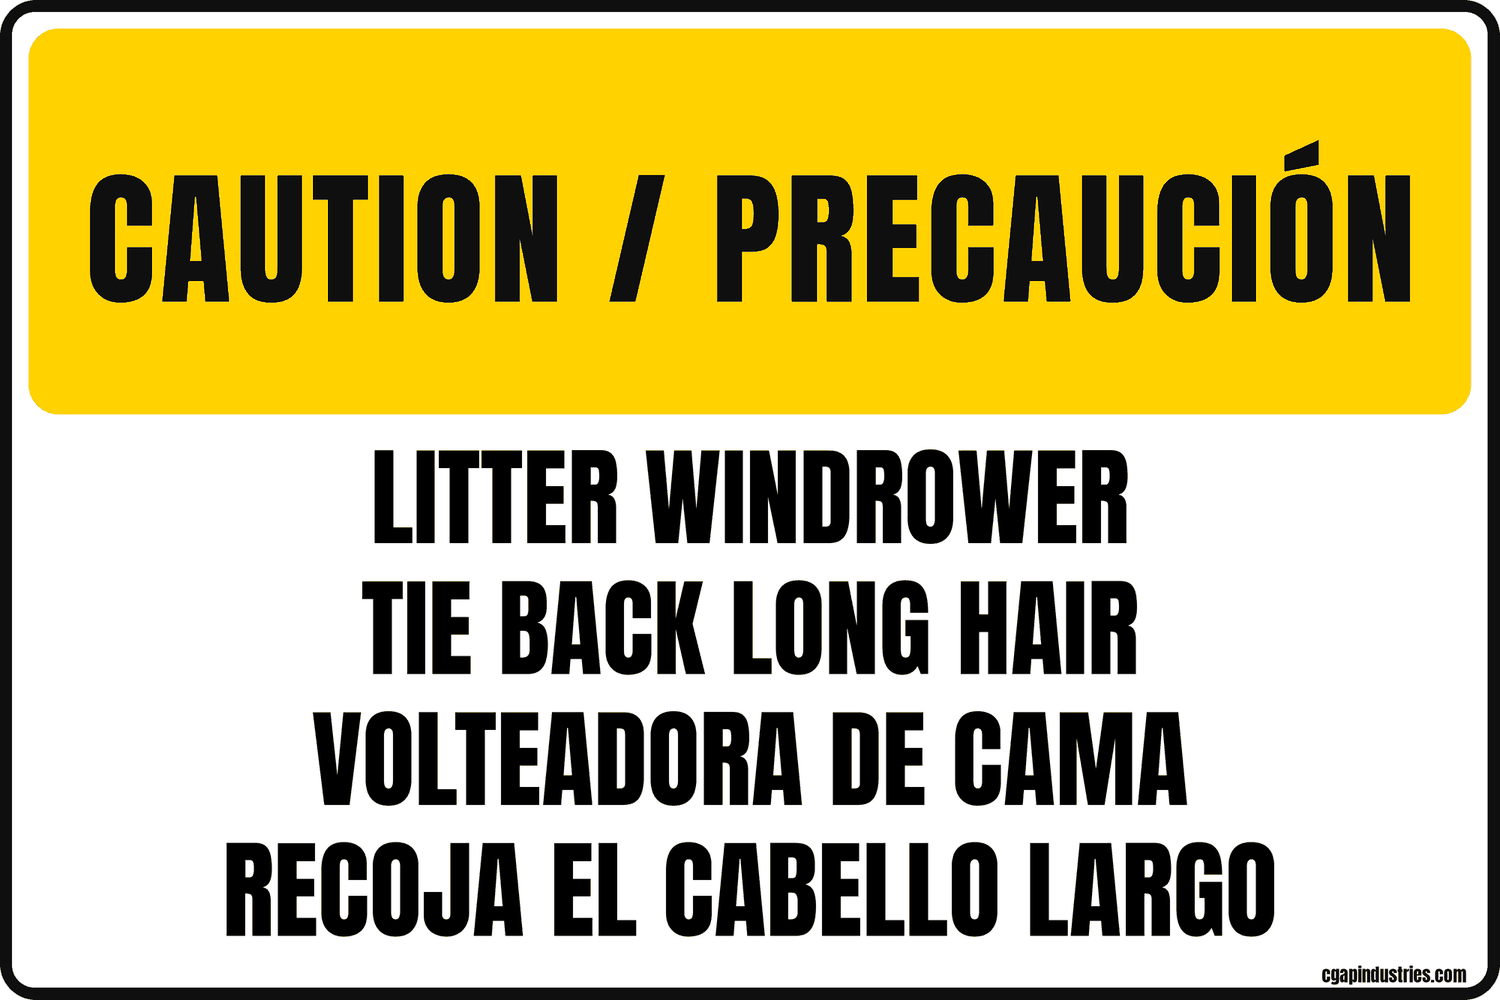 CAUTION / PRECAUCIÓN
LITTER WINDROWER
TIE BACK LONG HAIR
VOLTEADORA DE CAMA
RECOJA EL CABELLO LARGO
cgapindustries.com